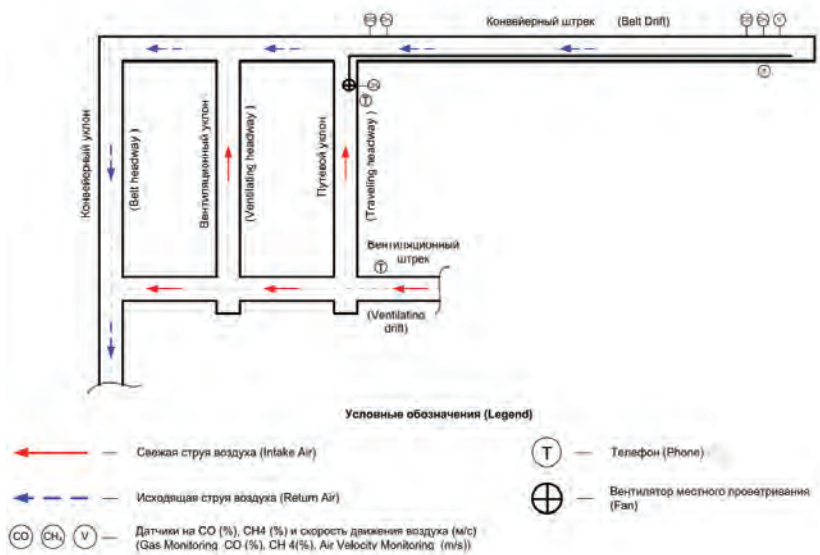 Конвейерный штрек (Belt Drift)
V
T
Конвейерный уклон
(Belt headway )
Вентиляционный уклон
(Ventilating headway )
Путевой уклон
(Traveling headway )
Вентиляционный
штрек
T
(Ventilating
drift)
Условные обозначения (Legend)
— Свежая струя воздуха (Intake Air)
— Исходящая струя воздуха (Return Air)
CO CH₄ V — Датчики на CO (%), CH4 (%) и скорость движения воздуха (м/с)
(Gas Monitoring CO (%), CH 4(%), Air Velocity Monitoring (m/s))
T — Телефон (Phone)
— Вентилятор местного проветривания
(Fan)